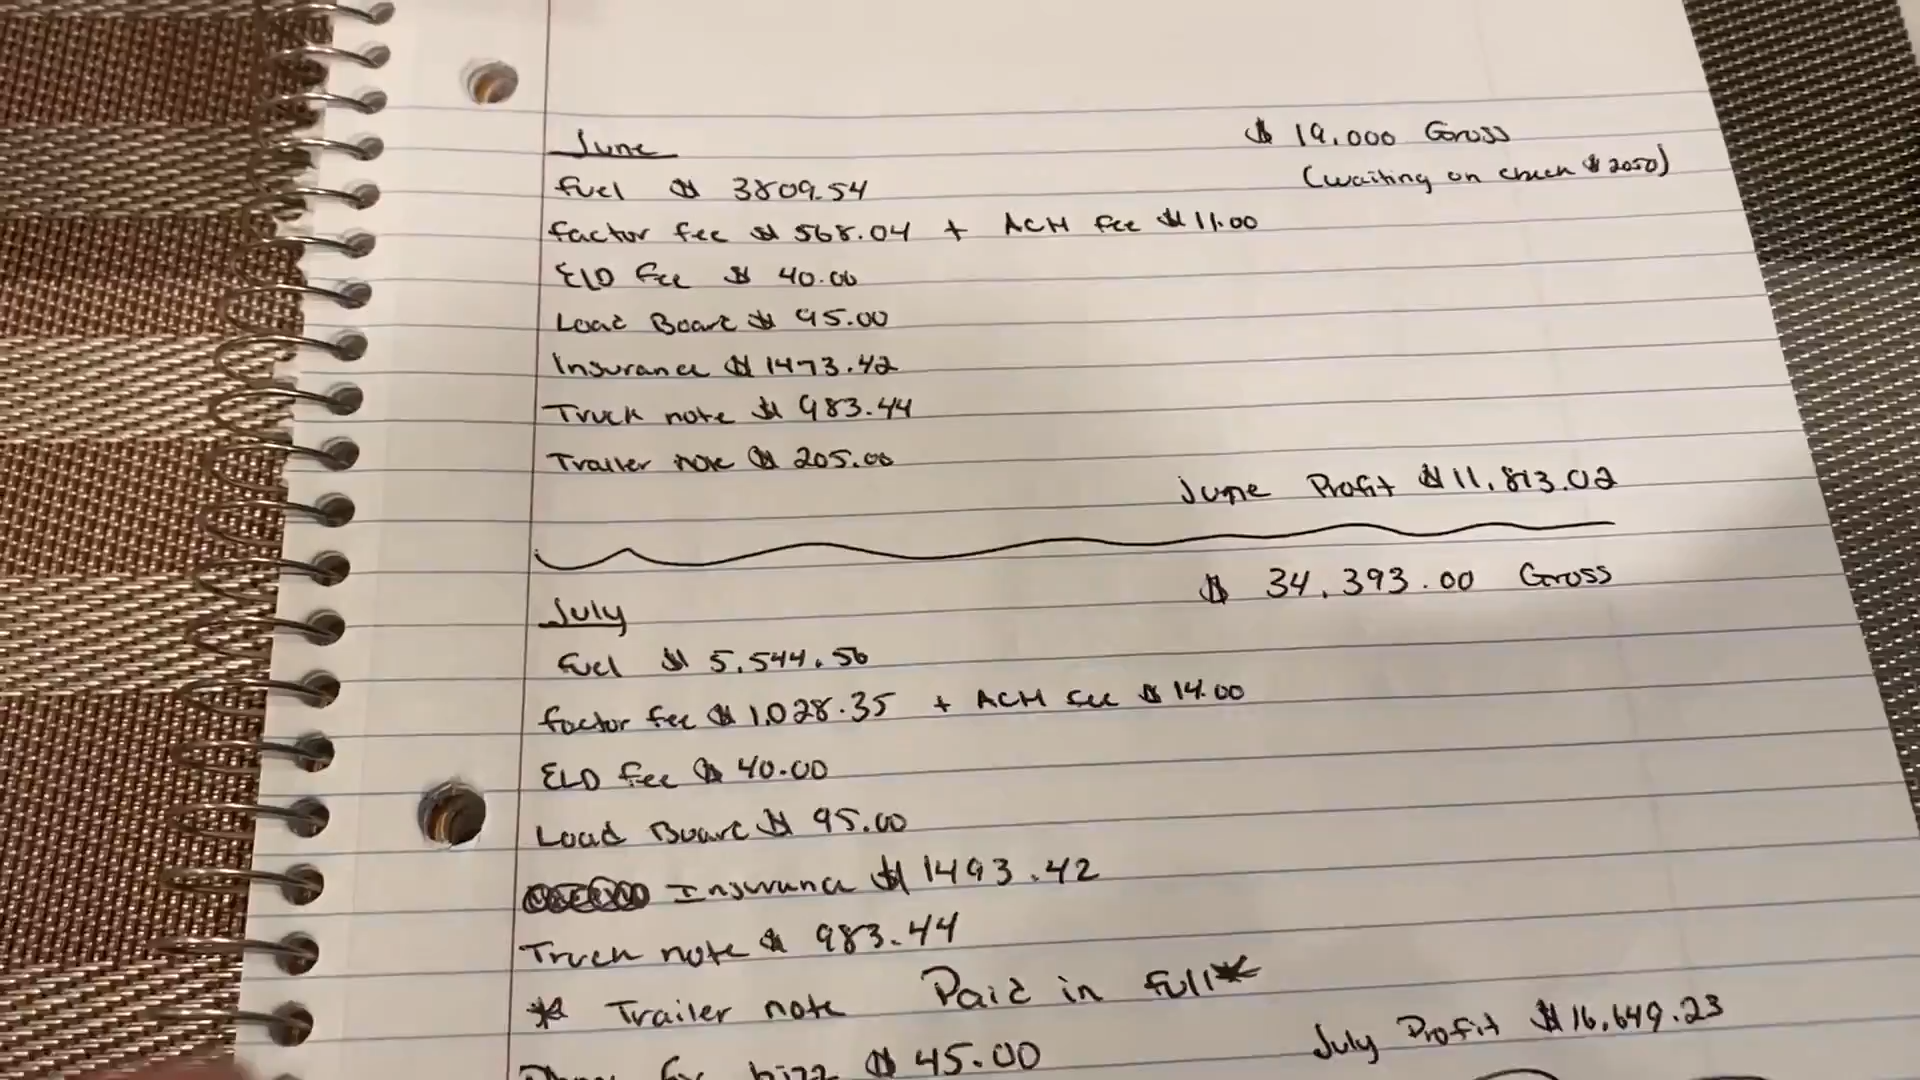 June
$ 19,000 Gross
(waiting on check $ 2050)
fuel $ 3809.54
factor fee $ 568.04 + ACH fee $ 11.00
ELD fee $ 40.00
Load Board $ 95.00
Insurance $ 1473.42
Truck note $ 983.44
Trailer note $ 205.00
June Profit $ 11,813.02
$ 34,393.00 Gross
July
fuel $ 5,544.56
factor fee $ 1,028.35 + ACH fee $ 14.00
ELD fee $ 40.00
Load Board $ 95.00
Insurance $ 1493.42
Truck note $ 983.44
* Trailer note Paid in full *
July Profit $ 16,649.23
Phone for bizz $ 45.00